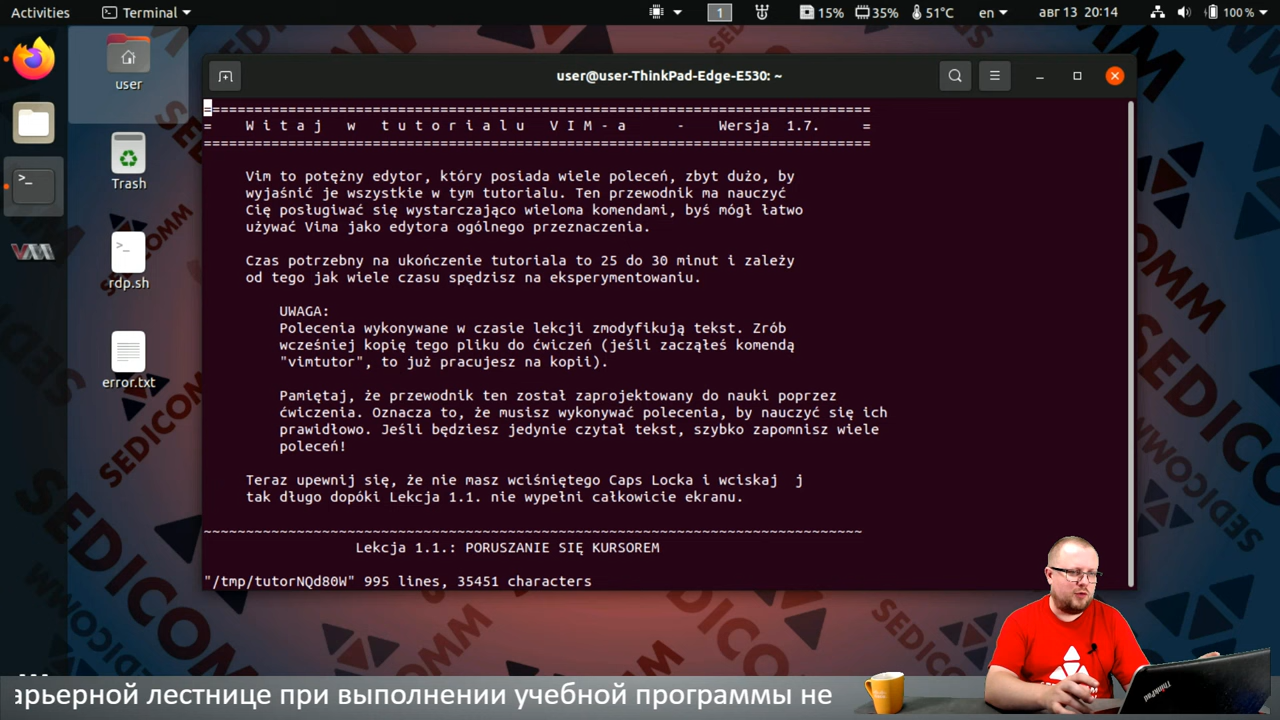 Activities
Terminal
1
15%
35%
51°C
en
авг 13 20:14
100 %
user
Trash
rdp.sh
error.txt
user@user-ThinkPad-Edge-E530: ~
===============================================================================
= W i t a j w t u t o r i a l u V I M - a - Wersja 1.7. =
===============================================================================
Vim to potężny edytor, który posiada wiele poleceń, zbyt dużo, by
wyjaśnić je wszystkie w tym tutorialu. Ten przewodnik ma nauczyć
Cię posługiwać się wystarczająco wieloma komendami, byś mógł łatwo
używać Vima jako edytora ogólnego przeznaczenia.
Czas potrzebny na ukończenie tutoriala to 25 do 30 minut i zależy
od tego jak wiele czasu spędzisz na eksperymentowaniu.
UWAGA:
Polecenia wykonywane w czasie lekcji zmodyfikują tekst. Zrób
wcześniej kopię tego pliku do ćwiczeń (jeśli zacząłeś komendą
"vimtutor", to już pracujesz na kopii).
Pamiętaj, że przewodnik ten został zaprojektowany do nauki poprzez
ćwiczenia. Oznacza to, że musisz wykonywać polecenia, by nauczyć się ich
prawidłowo. Jeśli będziesz jedynie czytał tekst, szybko zapomnisz wiele
poleceń!
Teraz upewnij się, że nie masz wciśniętego Caps Locka i wciskaj j
tak długo dopóki Lekcja 1.1. nie wypełni całkowicie ekranu.
~~~~~~~~~~~~~~~~~~~~~~~~~~~~~~~~~~~~~~~~~~~~~~~~~~~~~~~~~~~~~~~~~~~~~~~~~~~~~~
Lekcja 1.1.: PORUSZANIE SIĘ KURSOREM
"/tmp/tutorNQd80W" 995 lines, 35451 characters
SEDICOMM
SEDICOMM
SEDICOMM
ThinkPad
арьерной лестнице при выполнении учебной программы не